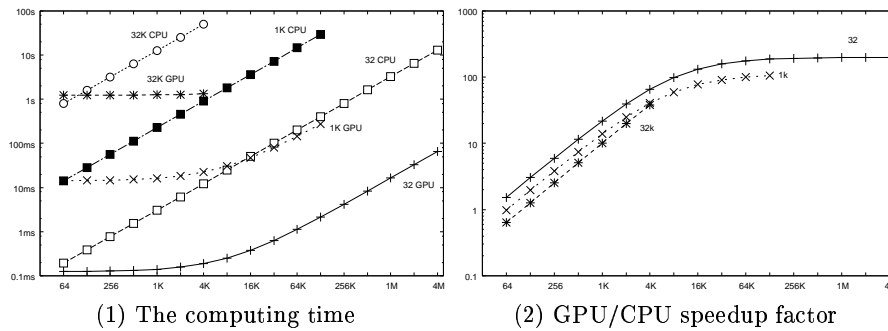 100s
10s
1s
100ms
10ms
1ms
0.1ms
64
256
1K
4K
16K
64K
256K
1M
4M
32K CPU
1K CPU
32 CPU
32K GPU
1K GPU
32 GPU
(1) The computing time
1000
100
10
1
0.1
64
256
1K
4K
16K
64K
256K
1M
4M
32
1k
32k
(2) GPU/CPU speedup factor